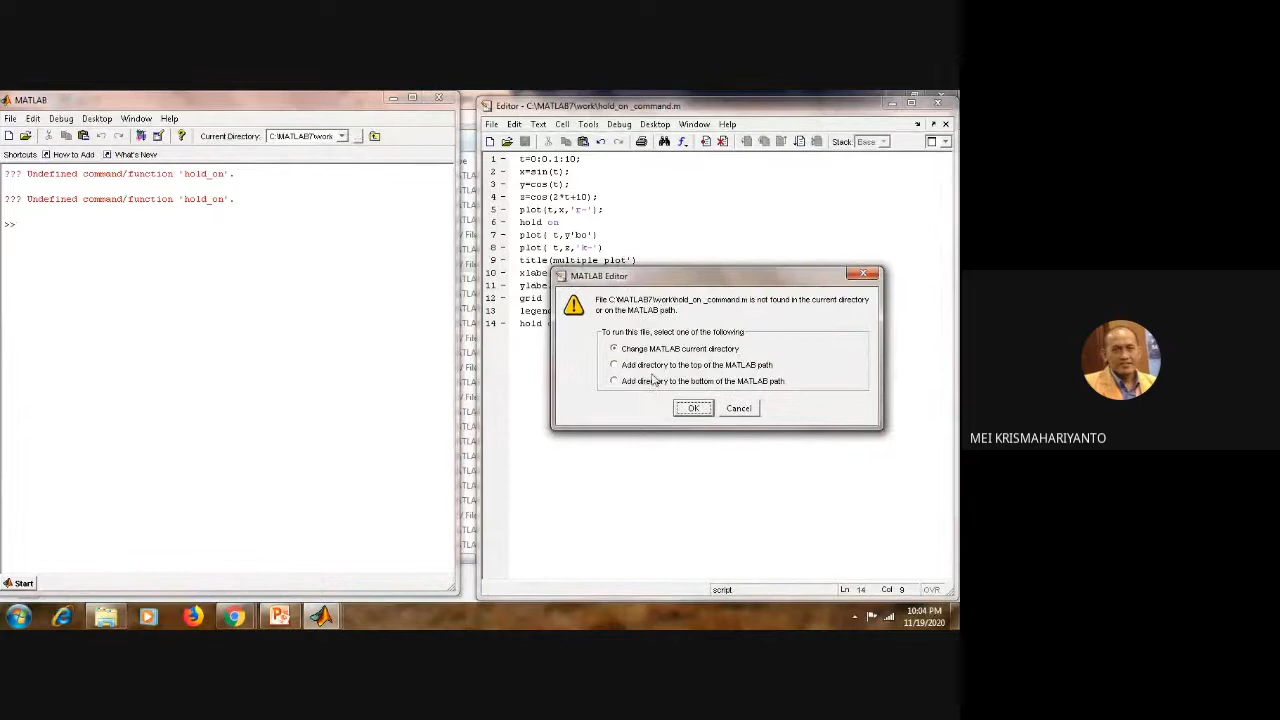 MATLAB
File Edit Debug Desktop Window Help
Current Directory: C:\MATLAB7\work
Shortcuts How to Add What's New
??? Undefined command/function 'hold_on'.
??? Undefined command/function 'hold_on'.
>>
Start
Editor - C:\MATLAB7\work\hold_on _command.m
File Edit Text Cell Tools Debug Desktop Window Help
Stack: Base
1 - t=0:0.1:10;
2 - x=sin(t);
3 - y=cos(t);
4 - z=cos(2*t+10);
5 - plot(t,x,'r-');
6 - hold on
7 - plot( t,y'bo')
8 - plot( t,z,'k-')
9 - title(multiple plot')
10 - xlabe
11 - ylabe
12 - grid
13 - legen
14 - hold
MATLAB Editor
File C:\MATLAB7\work\hold_on _command.m is not found in the current directory
or on the MATLAB path.
To run this file, select one of the following
Change MATLAB current directory
Add directory to the top of the MATLAB path
Add directory to the bottom of the MATLAB path
OK Cancel
script Ln 14 Col 9 OVR
10:04 PM
11/19/2020
MEI KRISMAHARIYANTO